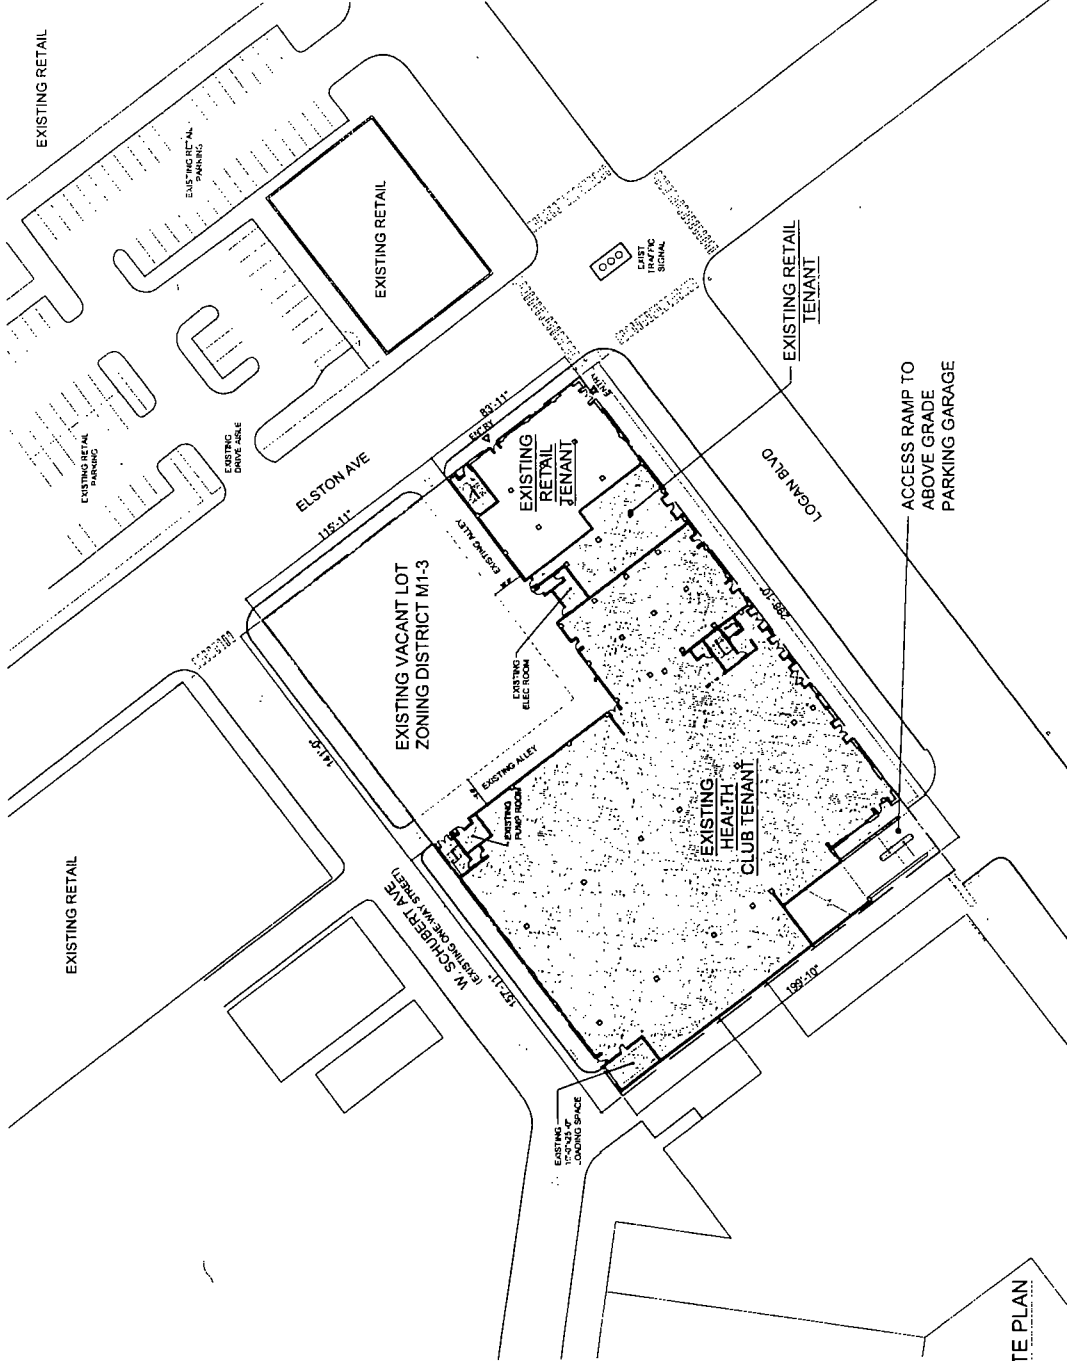 EXISTING RETAIL
EXISTING RETAIL
EXISTING RETAIL
PARKING
EXISTING RETAIL
EXISTING RETAIL
PARKING
EXISTING
DRIVE AISLE
EXIST
TRAFFIC
SIGNAL
ELSTON AVE
115'-11"
83'-11"
ENTRY
ENTRY
EXISTING
RETAIL
TENANT
EXISTING RETAIL
TENANT
LOGAN BLVD
298'-10"
EXISTING ALLEY
EXISTING VACANT LOT
ZONING DISTRICT M1-3
EXISTING
ELEC ROOM
141'-0"
EXISTING ALLEY
EXISTING
PUMP ROOM
EXISTING
HEALTH
CLUB TENANT
ACCESS RAMP TO
ABOVE GRADE
PARKING GARAGE
W. SCHUBERT AVE
(EXISTING ONE-WAY STREET)
157'-11"
199'-10"
EXISTING
LOADING SPACE
TE PLAN